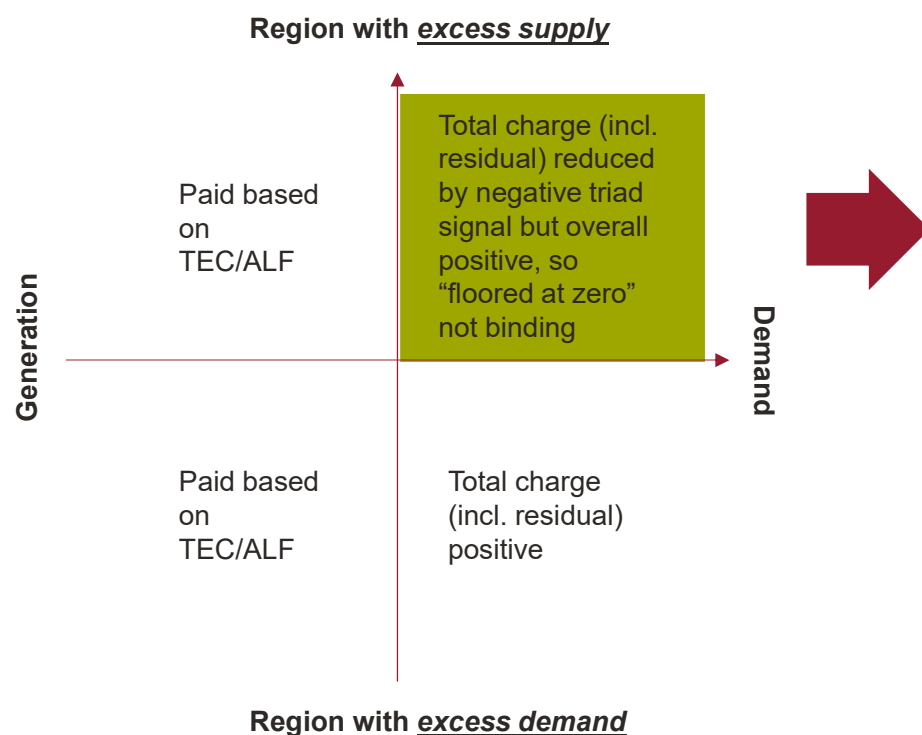 Region with excess supply
Total charge (incl.
residual) reduced
by negative triad
signal but overall
positive, so
“floored at zero”
not binding
Paid based
on
TEC/ALF
Generation
Demand
Paid based
on
TEC/ALF
Total charge
(incl. residual)
positive
Region with excess demand